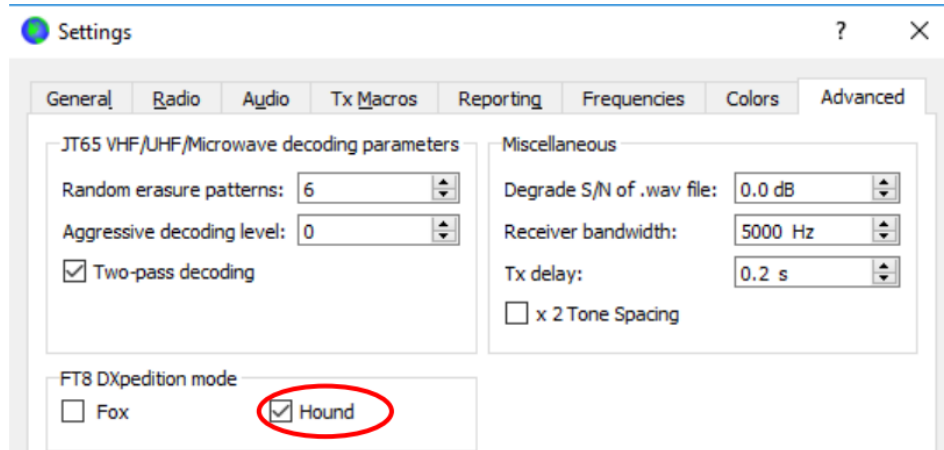 Settings ?
General Radio Audio Tx Macros Reporting Frequencies Colors Advanced
JT65 VHF/UHF/Microwave decoding parameters
Random erasure patterns: 6
Aggressive decoding level: 0
Two-pass decoding
Miscellaneous
Degrade S/N of .wav file: 0.0 dB
Receiver bandwidth: 5000 Hz
Tx delay: 0.2 s
x 2 Tone Spacing
FT8 DXpedition mode
Fox Hound